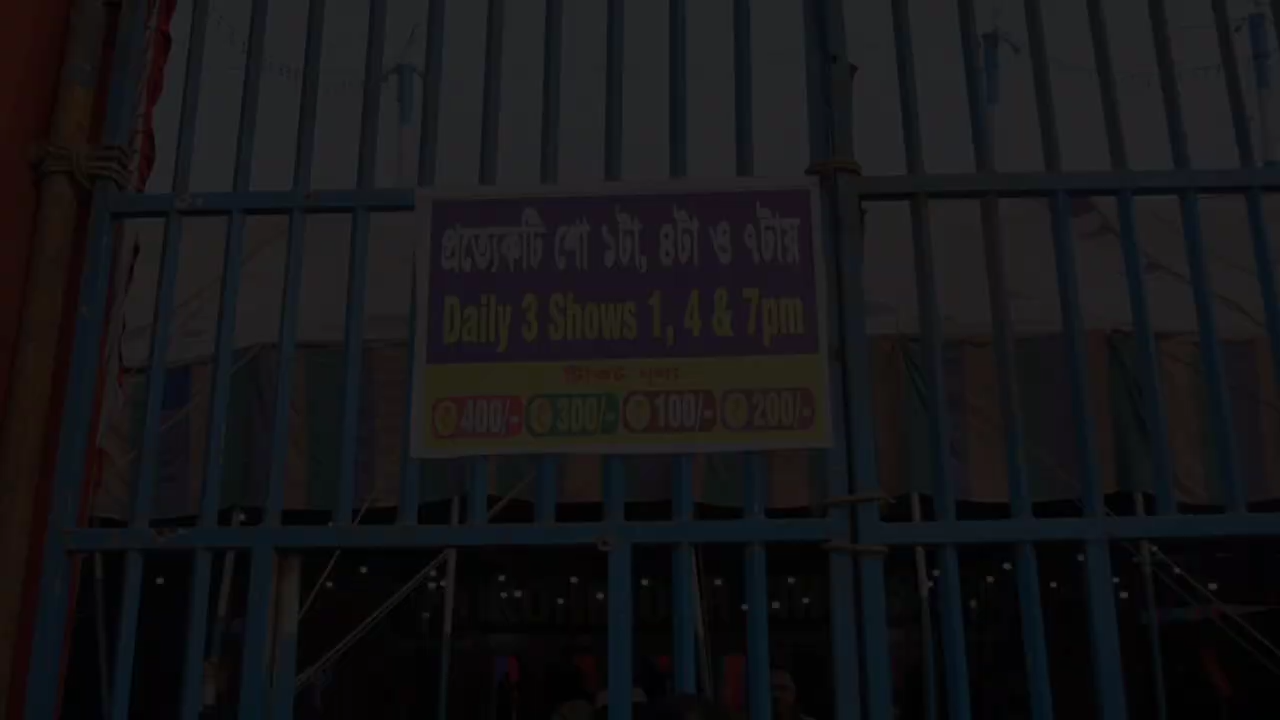 প্রত্যেকটি শো ১টা, ৪টা ও ৭টায়
Daily 3 Shows 1, 4 & 7pm
400/- 300/- 100/- 200/-